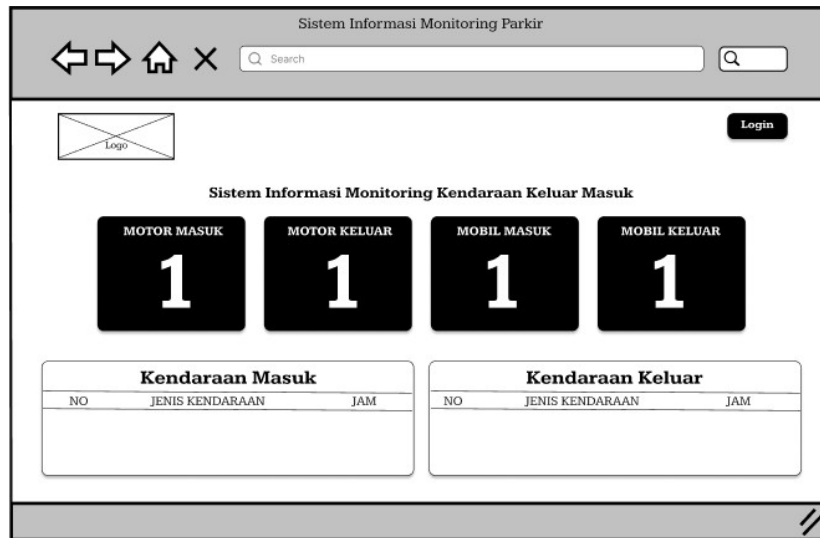 Sistem Informasi Monitoring Parkir
Search
Logo
Login
Sistem Informasi Monitoring Kendaraan Keluar Masuk
MOTOR MASUK
1
MOTOR KELUAR
1
MOBIL MASUK
1
MOBIL KELUAR
1
Kendaraan Masuk
NO JENIS KENDARAAN JAM
Kendaraan Keluar
NO JENIS KENDARAAN JAM